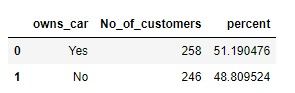 owns_car No_of_customers percent
0 Yes 258 51.190476
1 No 246 48.809524